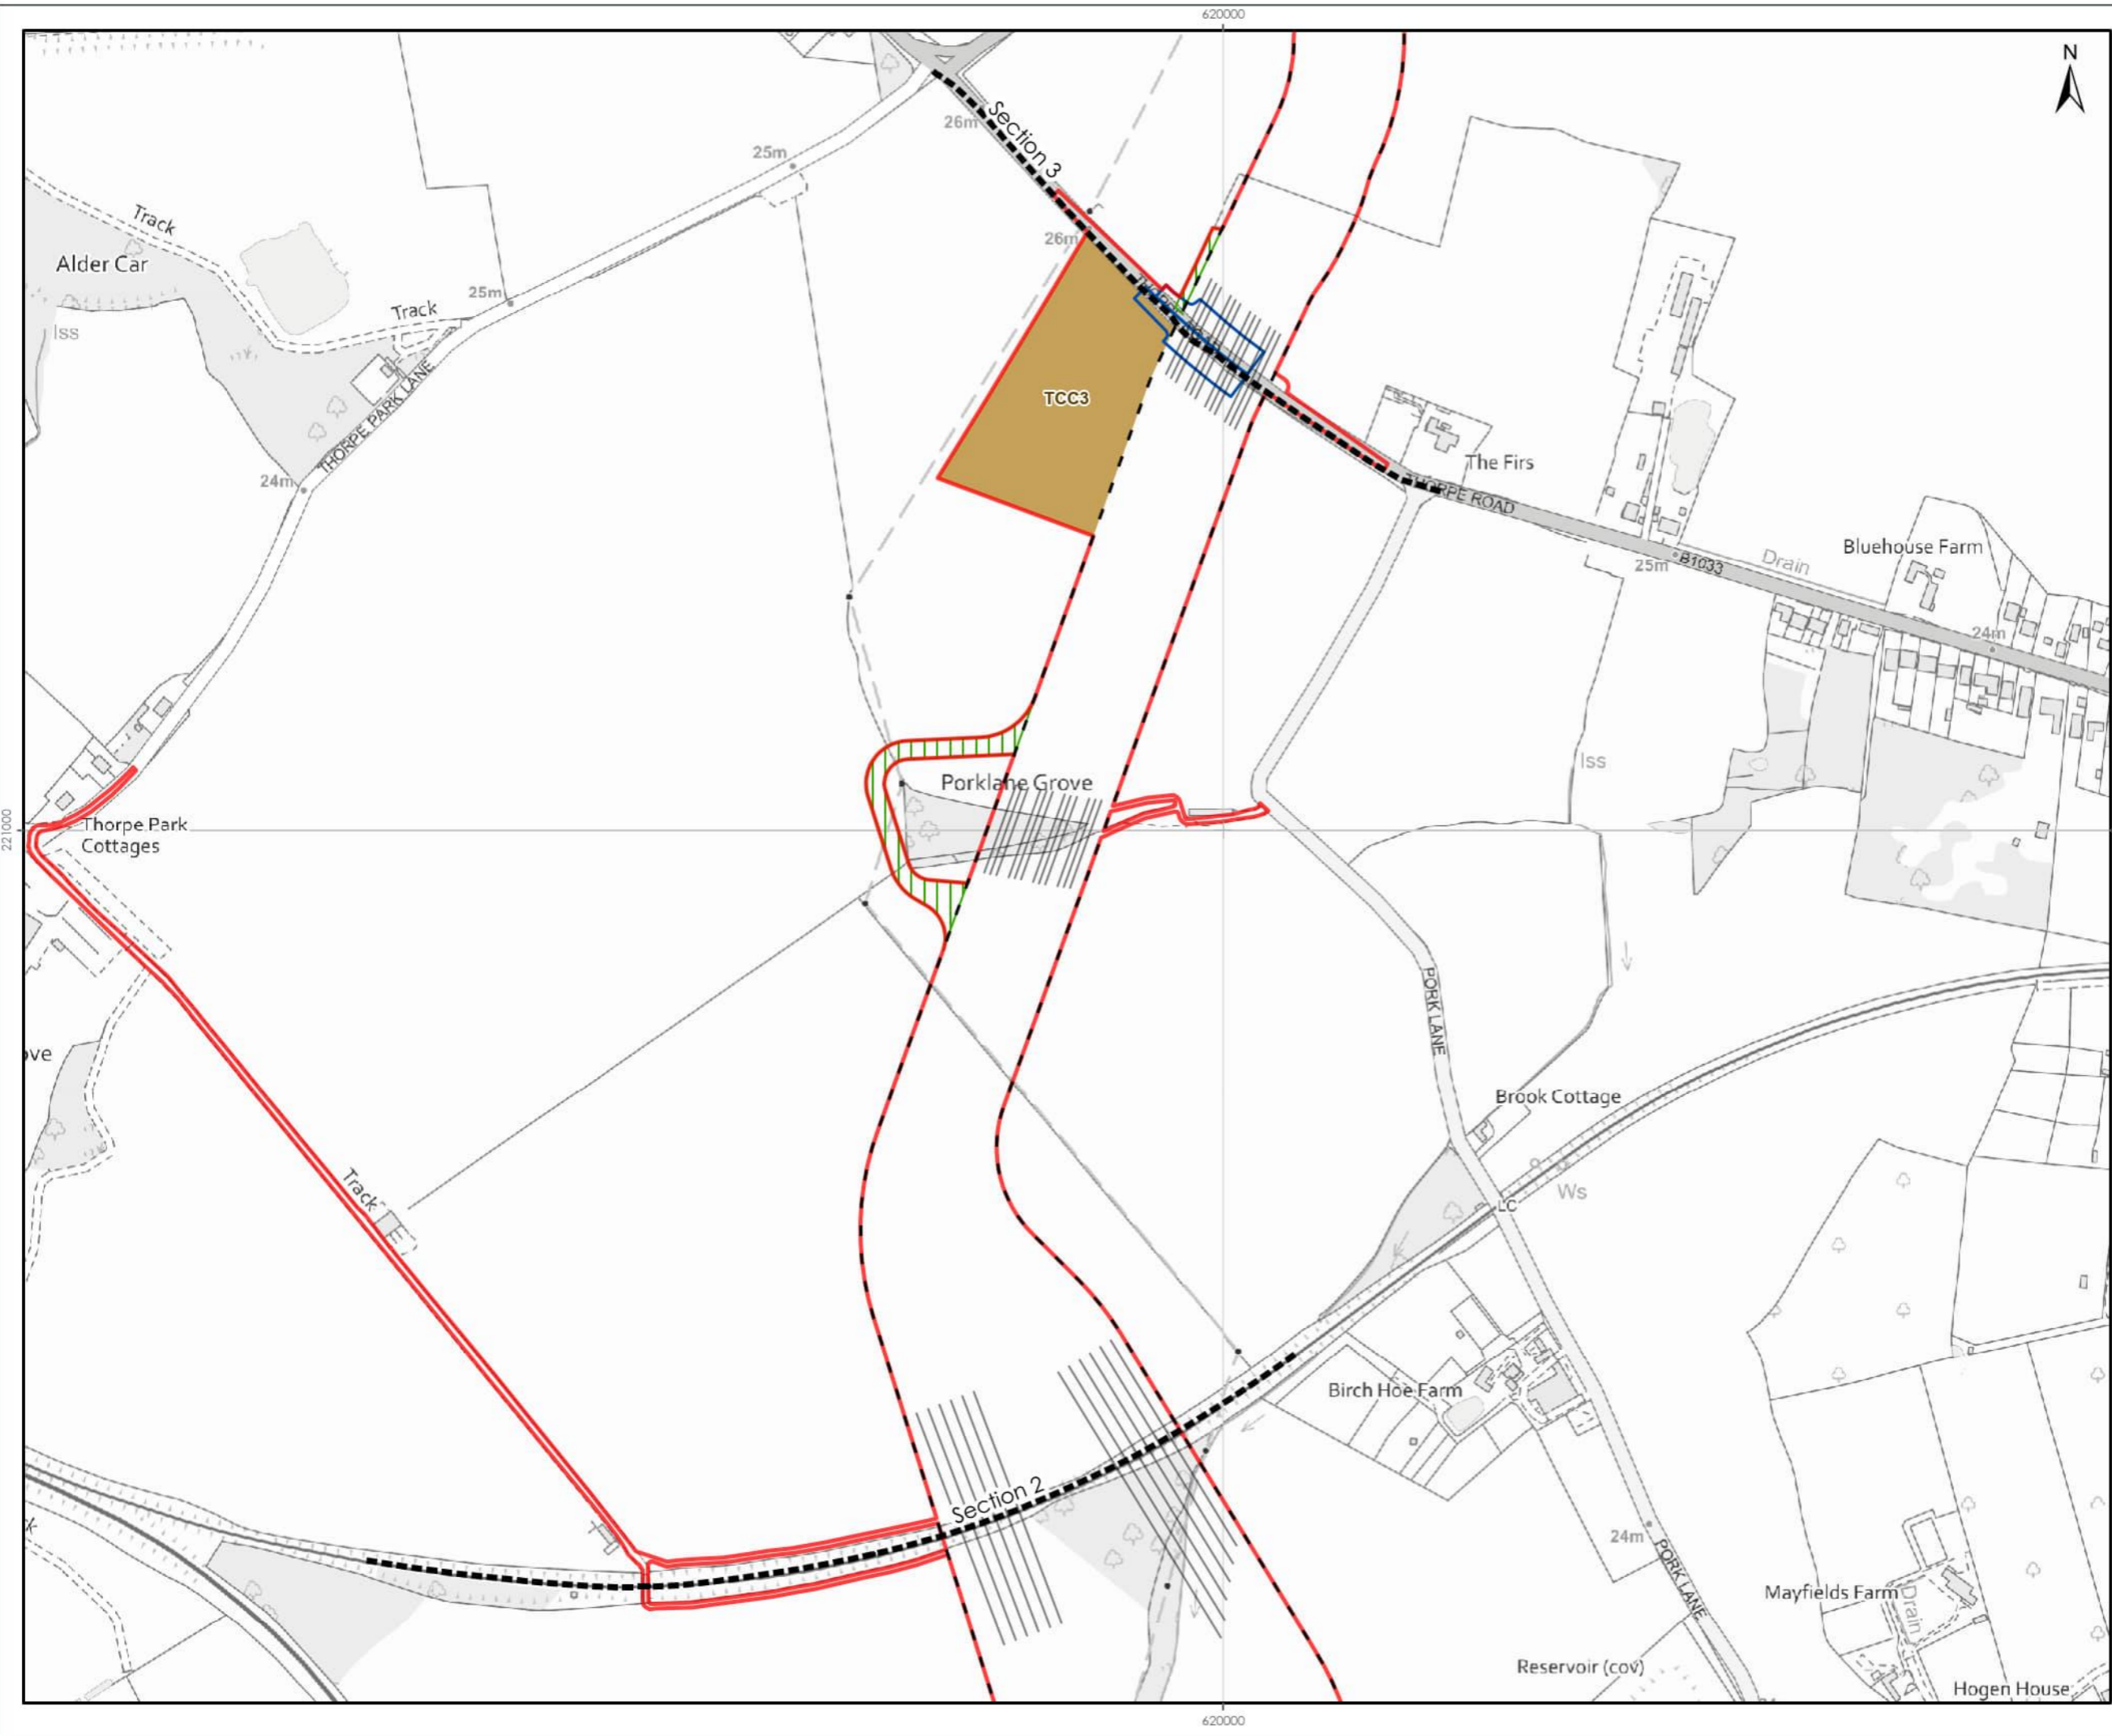 620000
N
Section 3
26m
25m
Track
26m
Alder Car
25m
Track
Iss
THORPE PARK LANE
TCC3
The Firs
24m
THORPE ROAD
Bluehouse Farm
Drain
B1033
25m
24m
Iss
Porklane Grove
221000
Thorpe Park
Cottages
PORK LANE
Brook Cottage
Track
Ws
LC
Birch Hoe Farm
Section 2
24m
PORK LANE
Mayfields Farm
Drain
Reservoir (cov)
Hogen House
620000